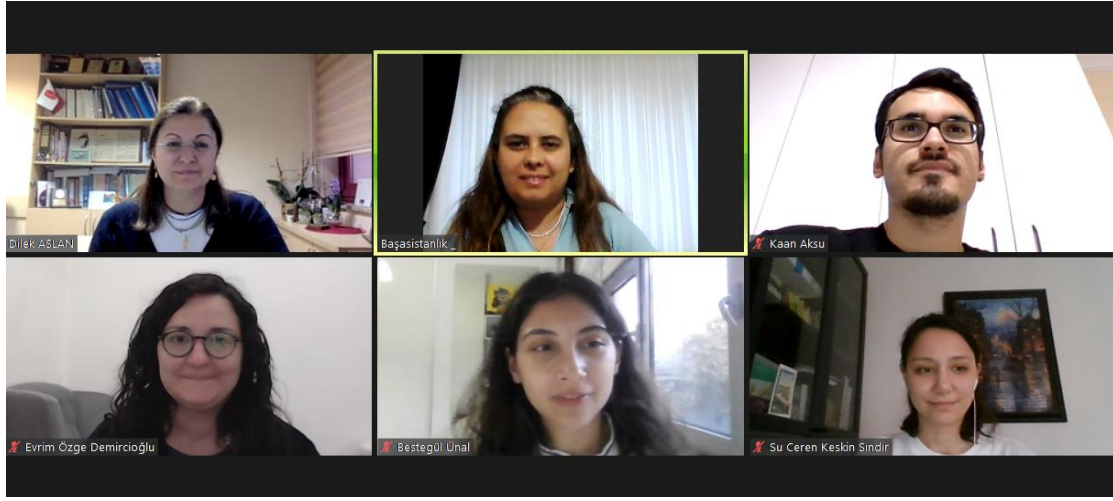 Dilek ASLAN
Başasistanlık _
Kaan Aksu
Evrim Özge Demircioğlu
Bestegül Ünal
Su Ceren Keskin Sındır